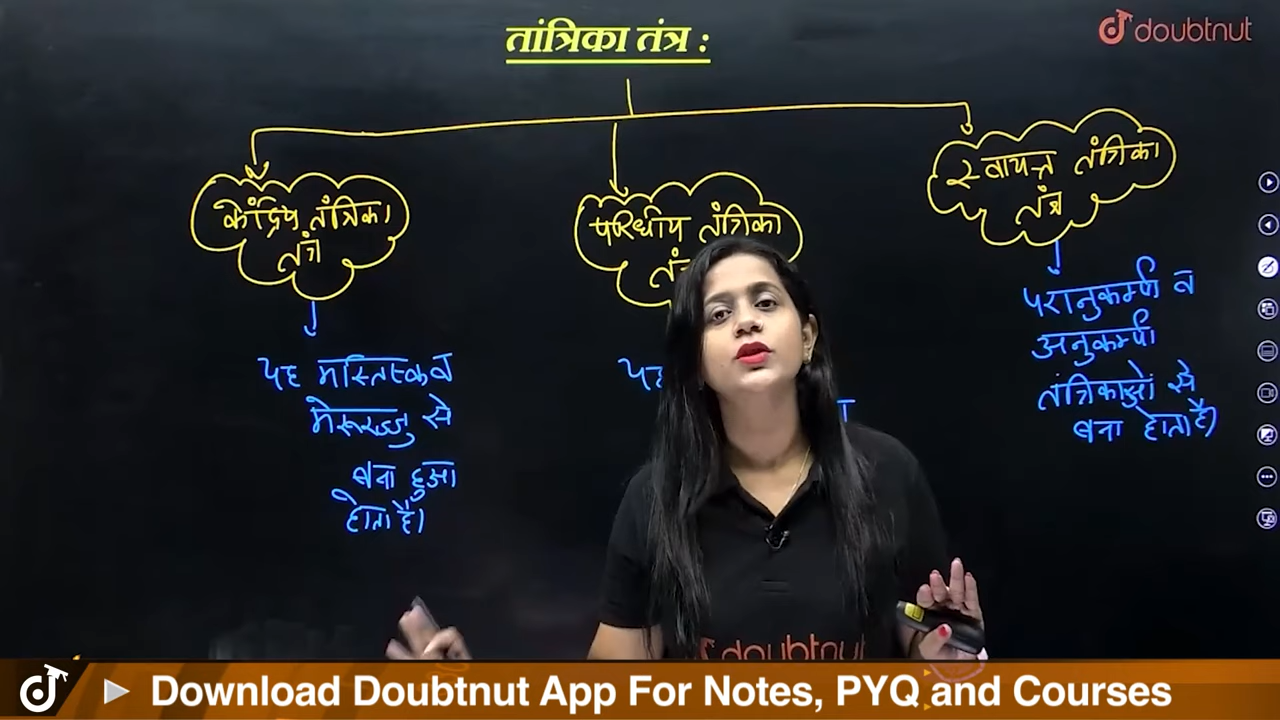 तांत्रिका तंत्र :
doubtnut
केंद्रिय तंत्रिका
तंत्र
परिधीय तंत्रिका
स्वायत्त तंत्रिका
तंत्र
यह मस्तिष्क व
मेरूरज्जु से
बना हुआ
होता है।
यह
परानुकम्पी व
अनुकम्पी
तंत्रिकाओं से
बना होता है।
doubtnut
Download Doubtnut App For Notes, PYQ and Courses